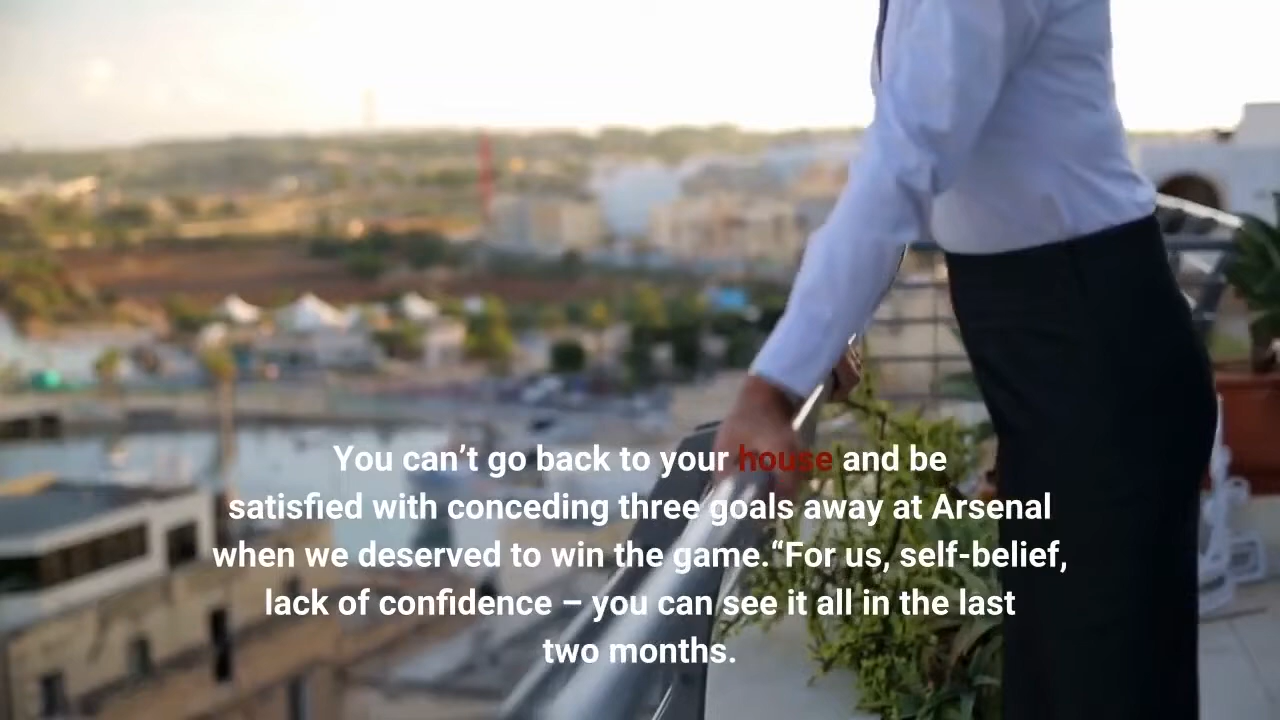 You can’t go back to your house and be
satisfied with conceding three goals away at Arsenal
when we deserved to win the game.“For us, self-belief,
lack of confidence – you can see it all in the last
two months.